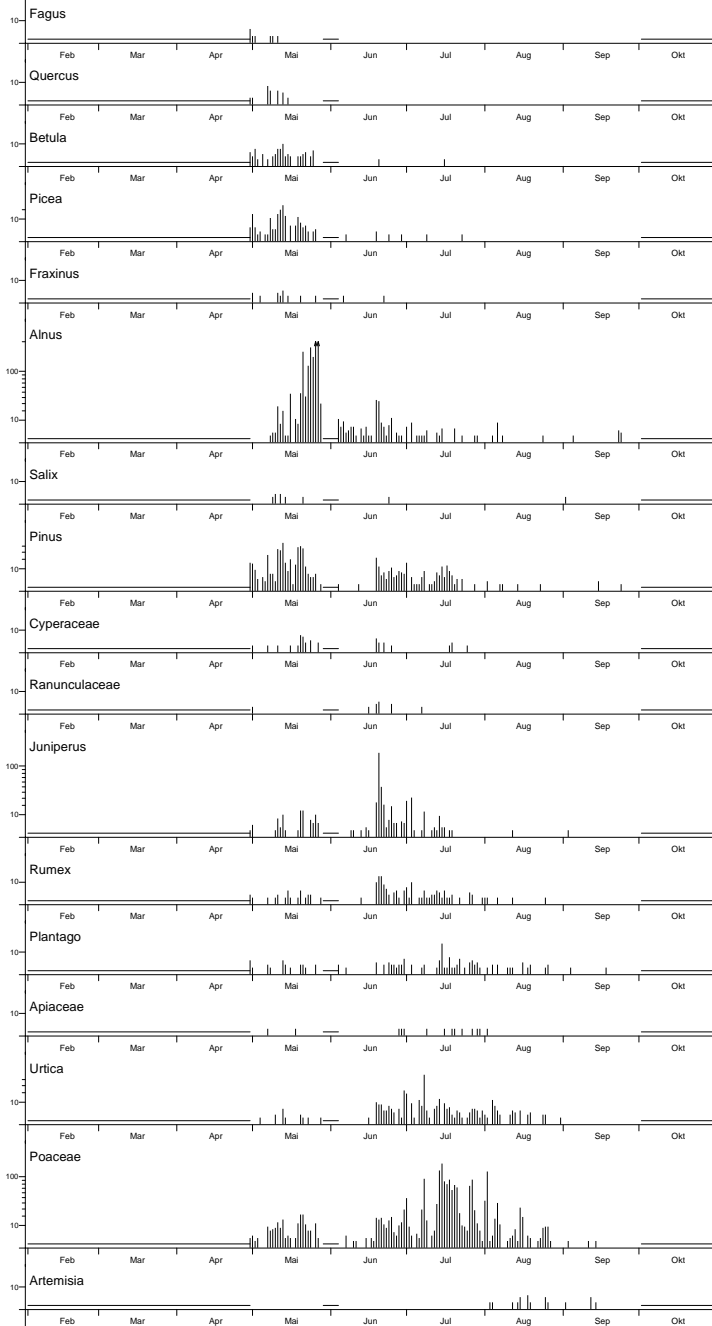 Fagus
10
Feb Mar Apr Mai Jun Jul Aug Sep Okt
Quercus
10
Feb Mar Apr Mai Jun Jul Aug Sep Okt
Betula
10
Feb Mar Apr Mai Jun Jul Aug Sep Okt
Picea
10
Feb Mar Apr Mai Jun Jul Aug Sep Okt
Fraxinus
10
Feb Mar Apr Mai Jun Jul Aug Sep Okt
Alnus
100
10
Feb Mar Apr Mai Jun Jul Aug Sep Okt
Salix
10
Feb Mar Apr Mai Jun Jul Aug Sep Okt
Pinus
10
Feb Mar Apr Mai Jun Jul Aug Sep Okt
Cyperaceae
10
Feb Mar Apr Mai Jun Jul Aug Sep Okt
Ranunculaceae
10
Feb Mar Apr Mai Jun Jul Aug Sep Okt
Juniperus
100
10
Feb Mar Apr Mai Jun Jul Aug Sep Okt
Rumex
10
Feb Mar Apr Mai Jun Jul Aug Sep Okt
Plantago
10
Feb Mar Apr Mai Jun Jul Aug Sep Okt
Apiaceae
10
Feb Mar Apr Mai Jun Jul Aug Sep Okt
Urtica
10
Feb Mar Apr Mai Jun Jul Aug Sep Okt
Poaceae
100
10
Feb Mar Apr Mai Jun Jul Aug Sep Okt
Artemisia
10
Feb Mar Apr Mai Jun Jul Aug Sep Okt